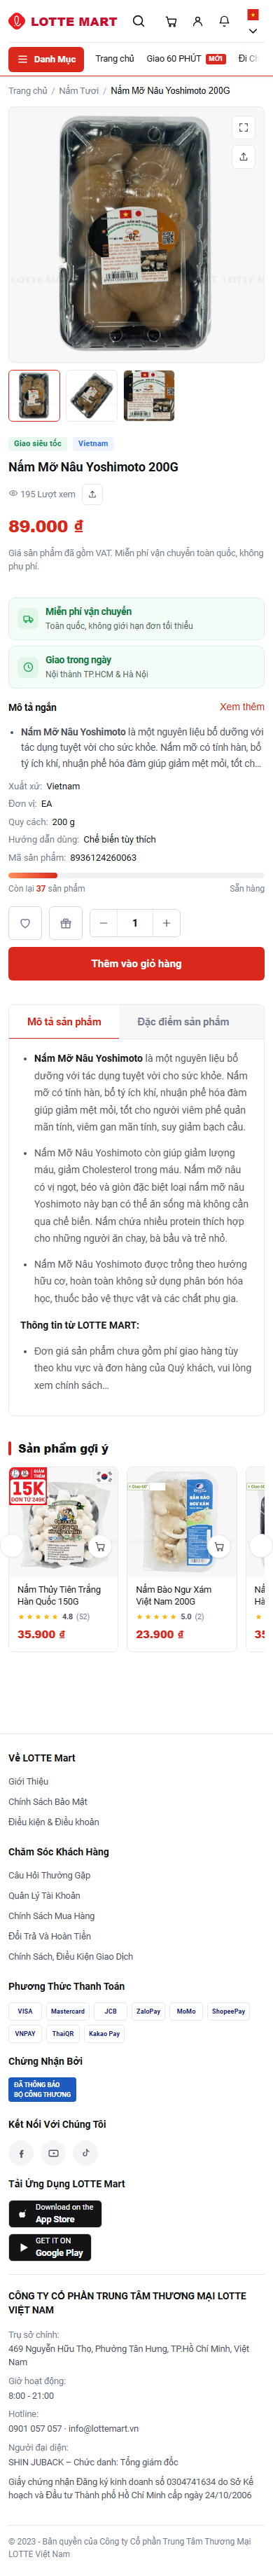 LOTTE MART
Danh Mục
Trang chủ
Giao 60 PHÚT MỚI
Đi Ch
Trang chủ / Nấm Tươi / Nấm Mỡ Nâu Yoshimoto 200G
Giao siêu tốc
Vietnam
Nấm Mỡ Nâu Yoshimoto 200G
195 Lượt xem
89.000 ₫
Giá sản phẩm đã gồm VAT. Miễn phí vận chuyển toàn quốc, không
phụ phí.
Miễn phí vận chuyển
Toàn quốc, không giới hạn đơn tối thiểu
Giao trong ngày
Nội thành TP.HCM & Hà Nội
Mô tả ngắn
Xem thêm
• Nấm Mỡ Nâu Yoshimoto là một nguyên liệu bổ dưỡng với
tác dụng tuyệt vời cho sức khỏe. Nấm mỡ có tính hàn, bổ
tỳ ích khí, nhuận phế hóa đàm giúp giảm mệt mỏi, tốt ch...
Xuất xứ: Vietnam
Đơn vị: EA
Quy cách: 200 g
Hướng dẫn dùng: Chế biến tùy thích
Mã sản phẩm: 8936124260063
Còn lại 37 sản phẩm
Sẵn hàng
1
Thêm vào giỏ hàng
Mô tả sản phẩm
Đặc điểm sản phẩm
• Nấm Mỡ Nâu Yoshimoto là một nguyên liệu bổ
dưỡng với tác dụng tuyệt vời cho sức khỏe. Nấm
mỡ có tính hàn, bổ tỳ ích khí, nhuận phế hóa đàm
giúp giảm mệt mỏi, tốt cho người viêm phế quản
mãn tính, viêm gan mãn tính, suy giảm bạch cầu.
• Nấm Mỡ Nâu Yoshimoto còn giúp giảm lượng
máu, giảm Cholesterol trong máu. Nấm mỡ nâu
có vị ngọt, béo và giòn đặc biệt loại nấm mỡ nâu
Yoshimoto này bạn có thể ăn sống mà không cần
qua chế biến. Nấm chứa nhiều protein thích hợp
cho những người ăn chay, bà bầu và trẻ nhỏ.
• Nấm Mỡ Nâu Yoshimoto được trồng theo hướng
hữu cơ, hoàn toàn không sử dụng phân bón hóa
học, thuốc bảo vệ thực vật và các chất phụ gia.
Thông tin từ LOTTE MART:
• Đơn giá sản phẩm chưa gồm phí giao hàng tùy
theo khu vực và đơn hàng của Quý khách, vui lòng
xem chính sách...
Sản phẩm gợi ý
GIẢM THÊM
15K
ĐƠN TỪ 249K
Nấm Thủy Tiên Trắng
Hàn Quốc 150G
★★★★★ 4.8 (52)
35.900 ₫
Nấm Bào Ngư Xám
Việt Nam 200G
★★★★★ 5.0 (2)
23.900 ₫
Về LOTTE Mart
Giới Thiệu
Chính Sách Bảo Mật
Điều kiện & Điều khoản
Chăm Sóc Khách Hàng
Câu Hỏi Thường Gặp
Quản Lý Tài Khoản
Chính Sách Mua Hàng
Đổi Trả Và Hoàn Tiền
Chính Sách, Điều Kiện Giao Dịch
Phương Thức Thanh Toán
VISA
Mastercard
JCB
ZaloPay
MoMo
ShopeePay
VNPAY
ThaiQR
Kakao Pay
Chứng Nhận Bởi
ĐÃ THÔNG BÁO
BỘ CÔNG THƯƠNG
Kết Nối Với Chúng Tôi
Tải Ứng Dụng LOTTE Mart
Download on the
App Store
GET IT ON
Google Play
CÔNG TY CỔ PHẦN TRUNG TÂM THƯƠNG MẠI LOTTE
VIỆT NAM
Trụ sở chính:
469 Nguyễn Hữu Thọ, Phường Tân Hưng, TP.Hồ Chí Minh, Việt
Nam
Giờ hoạt động:
8:00 - 21:00
Hotline:
0901 057 057 · info@lottemart.vn
Người đại diện:
SHIN JUBACK – Chức danh: Tổng giám đốc
Giấy chứng nhận Đăng ký kinh doanh số 0304741634 do Sở Kế
hoạch và Đầu tư Thành phố Hồ Chí Minh cấp ngày 24/10/2006
© 2023 - Bản quyền của Công ty Cổ phần Trung Tâm Thương Mại
LOTTE Việt Nam